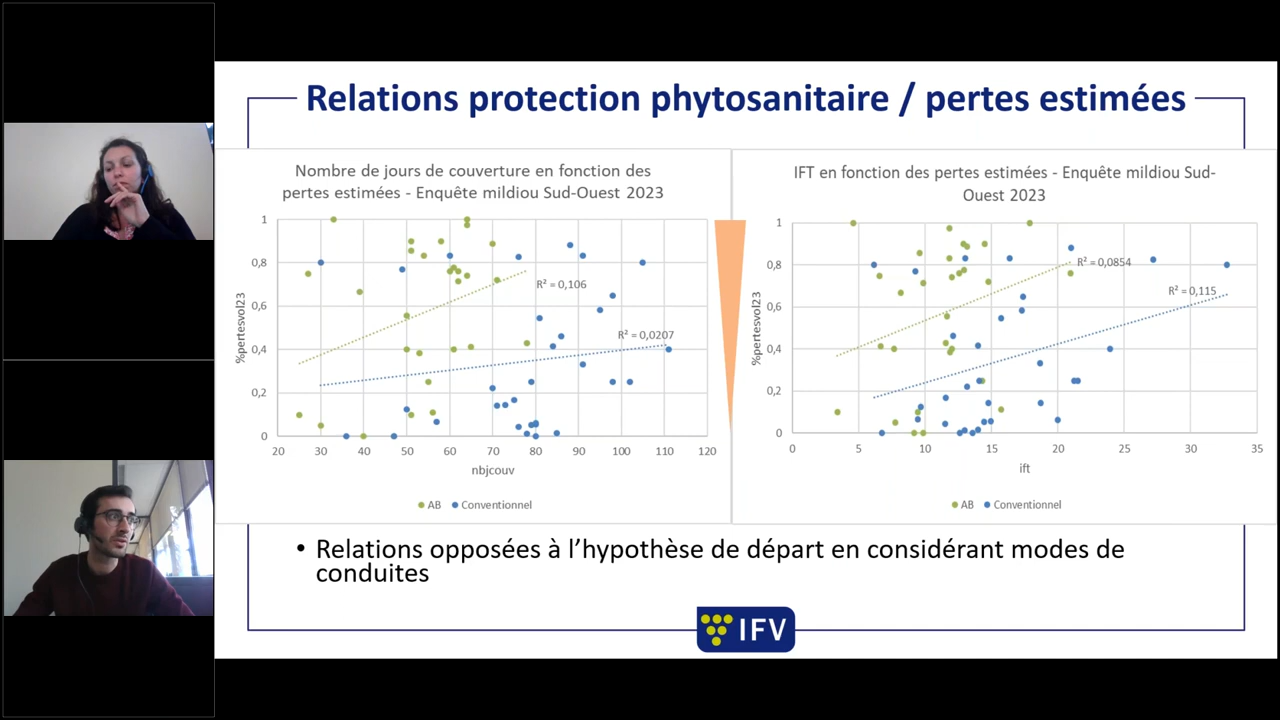 Relations protection phytosanitaire / pertes estimées
Nombre de jours de couverture en fonction des
pertes estimées - Enquête mildiou Sud-Ouest 2023
1
0,8
0,6
0,4
0,2
0
%pertesvol23
R² = 0,106
R² = 0,0207
20 30 40 50 60 70 80 90 100 110 120
nbjcouv
AB Conventionnel
IFT en fonction des pertes estimées - Enquête mildiou Sud-
Ouest 2023
1
0,8
0,6
0,4
0,2
0
%pertesvol23
R² = 0,0854
R² = 0,115
0 5 10 15 20 25 30 35
ift
AB Conventionnel
• Relations opposées à l’hypothèse de départ en considérant modes de
conduites
IFV